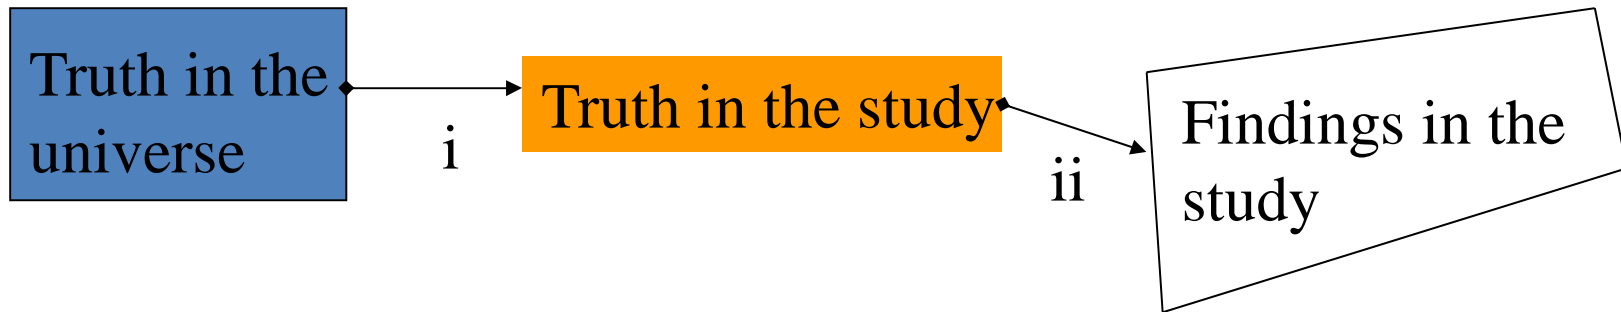 Truth in the
universe
i
Truth in the study
ii
Findings in the
study